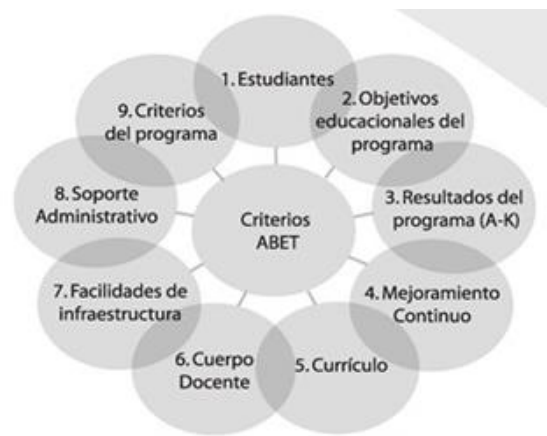 1. Estudiantes
2. Objetivos
educacionales del
programa
3. Resultados del
programa (A-K)
4. Mejoramiento
Continuo
5. Currículo
6. Cuerpo
Docente
7. Facilidades de
infraestructura
8. Soporte
Administrativo
9. Criterios
del programa
Criterios
ABET